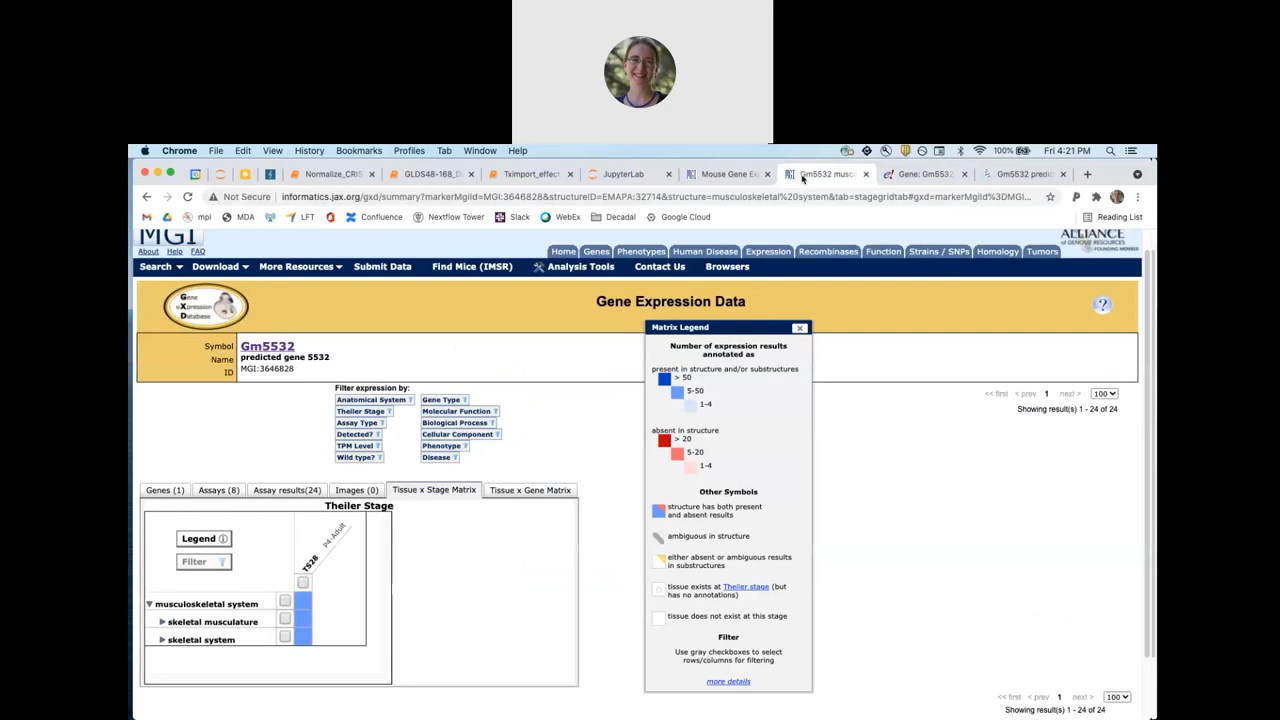 Chrome File Edit View History Bookmarks Profiles Tab Window Help 100% Fri 4:21 PM
Normalize_CRIS GLDS48-168_D Tximport_effect JupyterLab Mouse Gene Ex Gm5532 musc Gene: Gm5532 Gm5532 predic
Not Secure informatics.jax.org/gxd/summary?markerMgiId=MGI:3646828&structureID=EMAPA:32714&structure=musculoskeletal%20system&tab=stagegridtab#gxd=markerMgiId%3DMGI...
mpl MDA LFT Confluence Nextflow Tower Slack WebEx Decadal Google Cloud Reading List
MGI
ALLIANCE
OF GENOME RESOURCES
FOUNDING MEMBER
About Help FAQ
Home Genes Phenotypes Human Disease Expression Recombinases Function Strains / SNPs Homology Tumors
Search Download More Resources Submit Data Find Mice (IMSR) Analysis Tools Contact Us Browsers
Gene
eXpression
Database
Gene Expression Data
?
Symbol Gm5532
Name predicted gene 5532
ID MGI:3646828
Filter expression by:
Anatomical System Gene Type
Theiler Stage Molecular Function
Assay Type Biological Process
Detected? Cellular Component
TPM Level Phenotype
Wild type? Disease
<< first < prev 1 next > 100
Showing result(s) 1 - 24 of 24
Genes (1) Assays (8) Assay results(24) Images (0) Tissue x Stage Matrix Tissue x Gene Matrix
Theiler Stage
Legend
Filter
TS28
P4-Adult
musculoskeletal system
skeletal musculature
skeletal system
Matrix Legend
Number of expression results
annotated as
present in structure and/or substructures
> 50
5-50
1-4
absent in structure
> 20
5-20
1-4
Other Symbols
structure has both present
and absent results
ambiguous in structure
either absent or ambiguous results
in substructures
tissue exists at Theiler stage (but
has no annotations)
tissue does not exist at this stage
Filter
Use gray checkboxes to select
rows/columns for filtering
more details
<< first < prev 1 next > 100
Showing result(s) 1 - 24 of 24